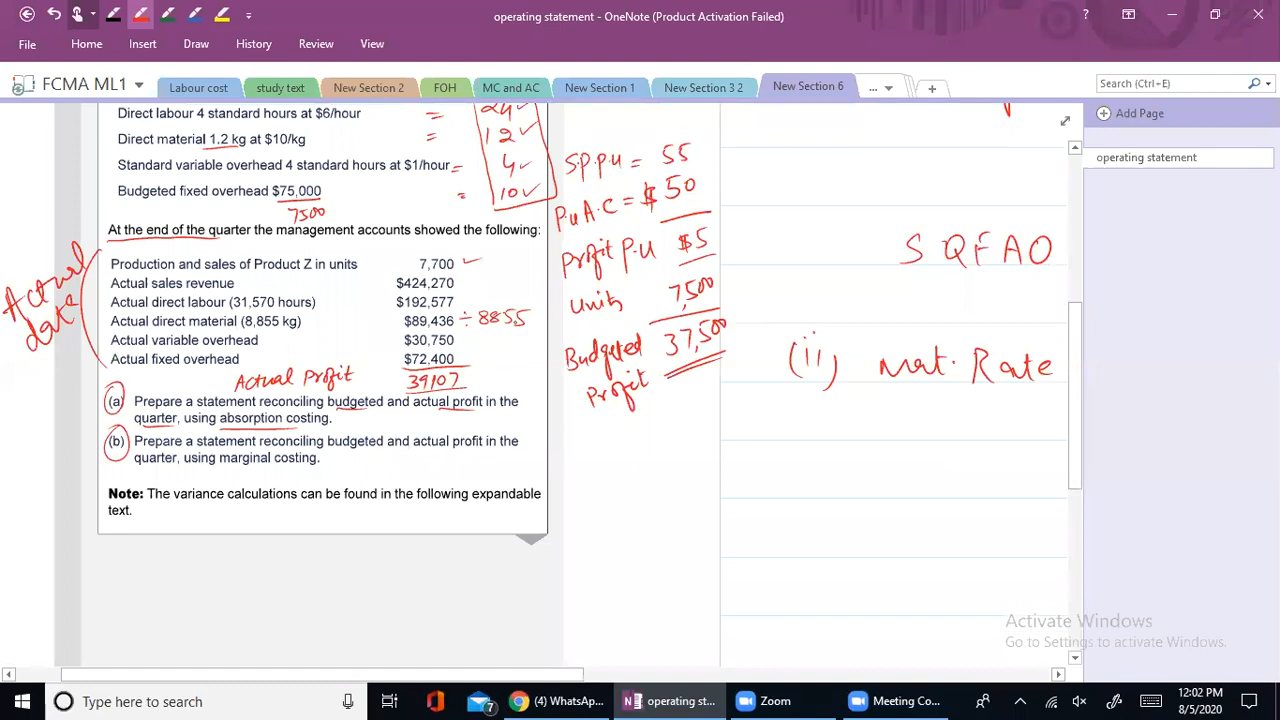 operating statement - OneNote (Product Activation Failed)
File Home Insert Draw History Review View
FCMA ML1 Labour cost study text New Section 2 FOH MC and AC New Section 1 New Section 3 2 New Section 6 ...
Search (Ctrl+E)
Add Page
operating statement
Direct labour 4 standard hours at $6/hour = 24
Direct material 1.2 kg at $10/kg = 12
Standard variable overhead 4 standard hours at $1/hour = 4
Budgeted fixed overhead $75,000 = 10
7500
S.P.P.U = 55
P.U A.C = $50
Profit P.U $5
Units 7,500
Budgeted Profit 37,500
At the end of the quarter the management accounts showed the following:
Actual data
Production and sales of Product Z in units 7,700
Actual sales revenue $424,270
Actual direct labour (31,570 hours) $192,577
Actual direct material (8,855 kg) $89,436 ÷ 8855
Actual variable overhead $30,750
Actual fixed overhead $72,400
Actual Profit 39107
(a) Prepare a statement reconciling budgeted and actual profit in the
quarter, using absorption costing.
(b) Prepare a statement reconciling budgeted and actual profit in the
quarter, using marginal costing.
Note: The variance calculations can be found in the following expandable
text.
S Q F A O
(ii) Mat. Rate
Activate Windows
Go to Settings to activate Windows.
Type here to search
7
(4) WhatsApp...
operating sta...
Zoom
Meeting Co...
12:02 PM
8/5/2020